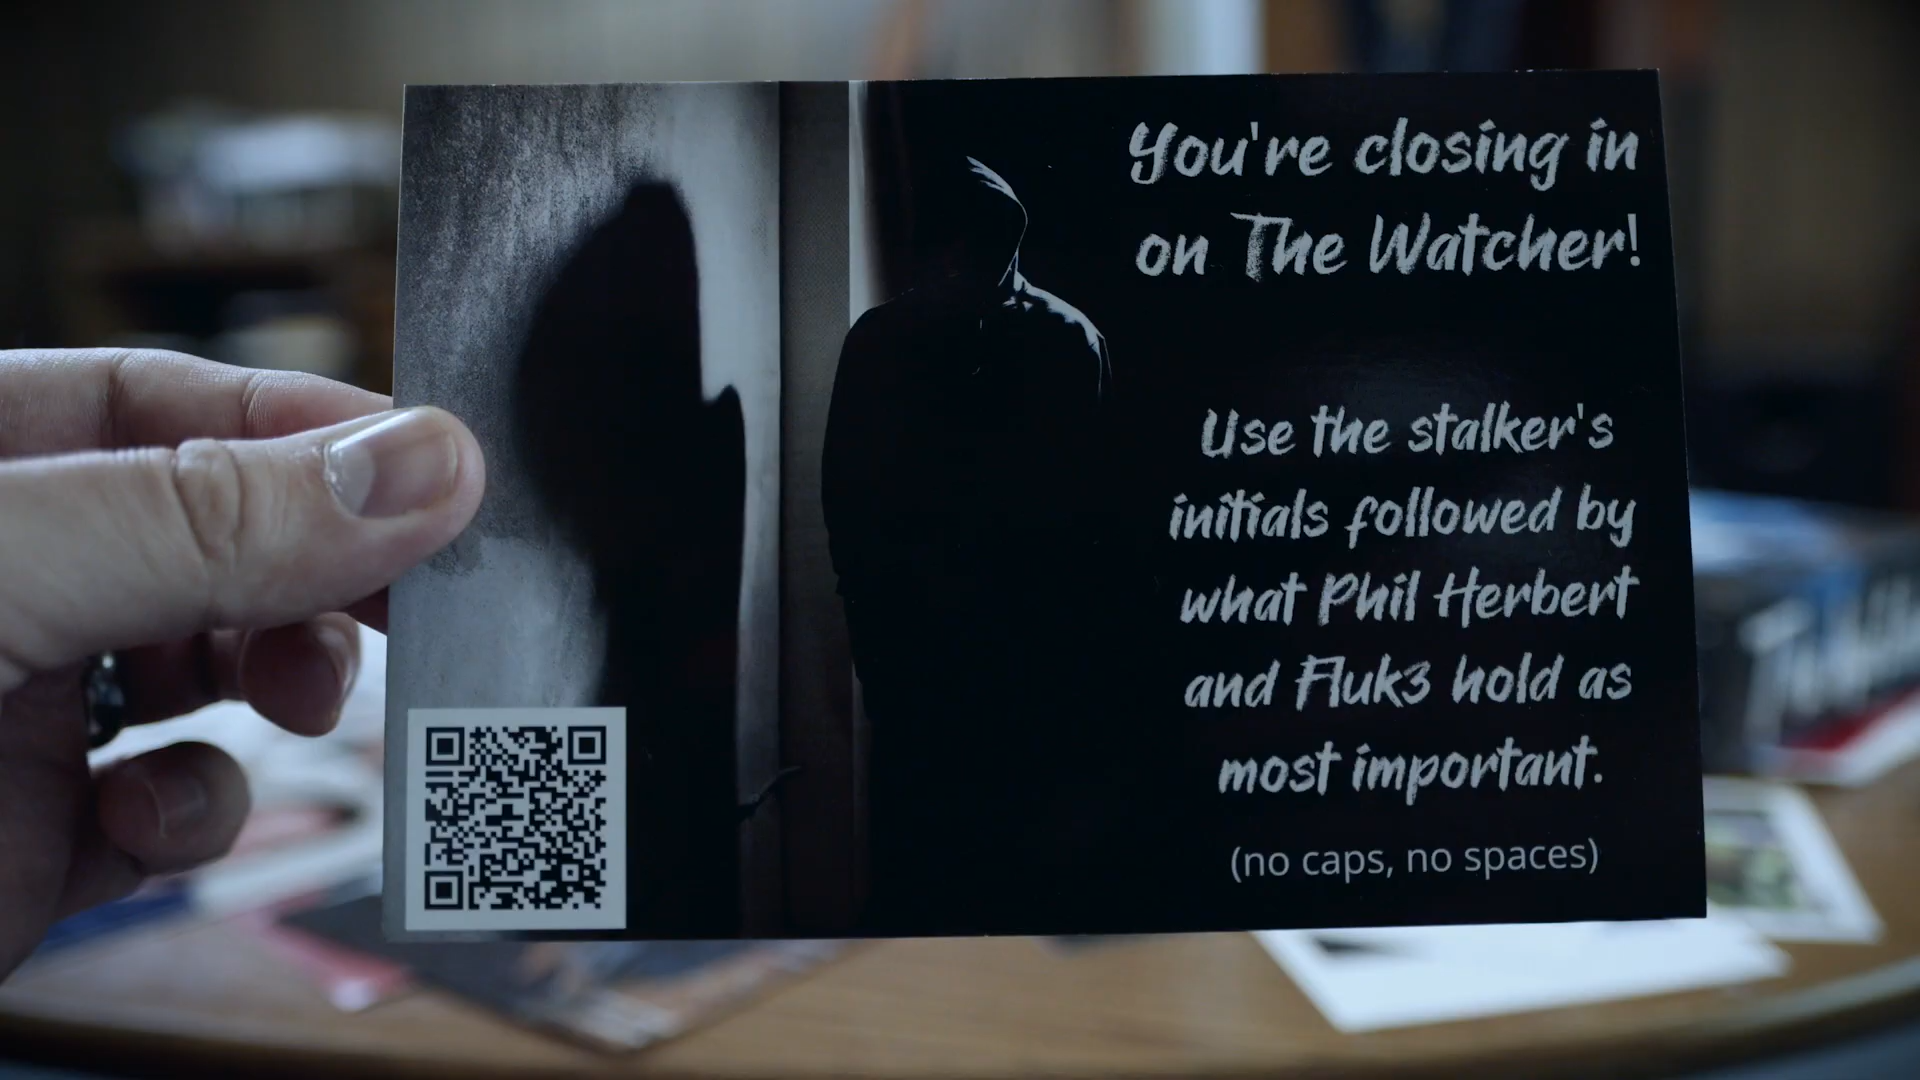 You're closing in
on The Watcher!
Use the stalker's
initials followed by
what Phil Herbert
and Fluk3 hold as
most important.
(no caps, no spaces)